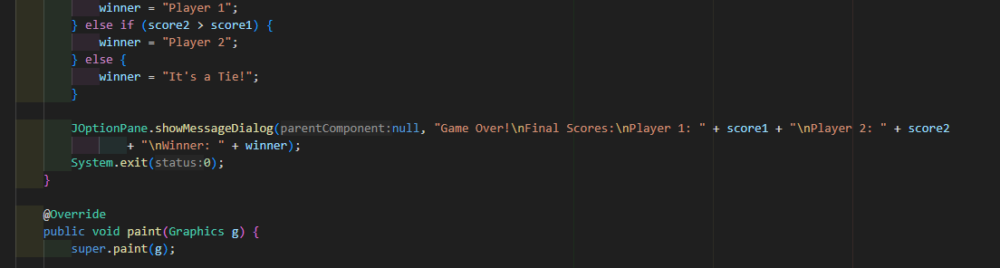 winner = "Player 1";
} else if (score2 > score1) {
winner = "Player 2";
} else {
winner = "It's a Tie!";
}
JOptionPane.showMessageDialog(parentComponent:null, "Game Over!\nFinal Scores:\nPlayer 1: " + score1 + "\nPlayer 2: " + score2
+ "\nWinner: " + winner);
System.exit(status:0);
}
@Override
public void paint(Graphics g) {
super.paint(g);